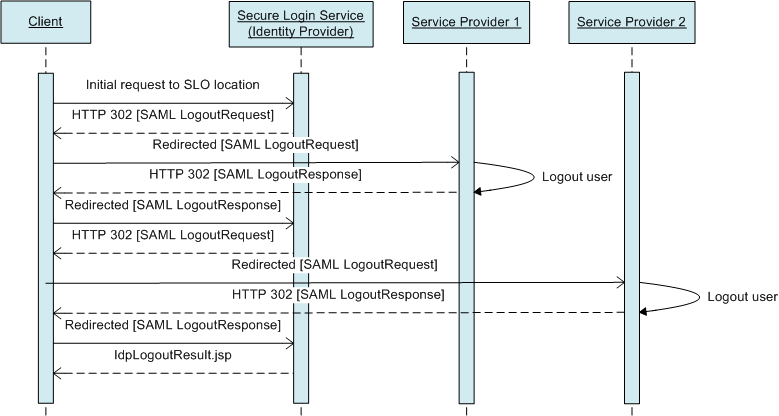 Client
Secure Login Service
(Identity Provider)
Service Provider 1
Service Provider 2
Initial request to SLO location
HTTP 302 [SAML LogoutRequest]
Redirected [SAML LogoutRequest]
HTTP 302 [SAML LogoutResponse]
Logout user
Redirected [SAML LogoutResponse]
HTTP 302 [SAML LogoutRequest]
Redirected [SAML LogoutRequest]
HTTP 302 [SAML LogoutResponse]
Logout user
Redirected [SAML LogoutResponse]
IdpLogoutResult.jsp